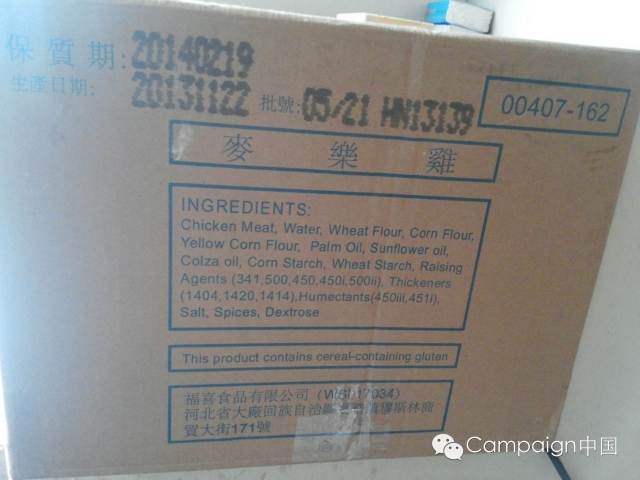 保質期: 20140219
生產日期: 20131122 批號: 05/21 HN13139
00407-162
麥樂雞
INGREDIENTS:
Chicken Meat, Water, Wheat Flour, Corn Flour,
Yellow Corn Flour, Palm Oil, Sunflower oil,
Colza oil, Corn Starch, Wheat Starch, Raising
Agents (341,500,450,450i,500ii), Thickeners
(1404,1420,1414),Humectants(450iii,451i),
Salt, Spices, Dextrose
This product contains cereal-containing gluten
福喜食品有限公司 (WSD17034)
河北省大廠回族自治縣 穆斯林商
貿大街171號
Campaign中国